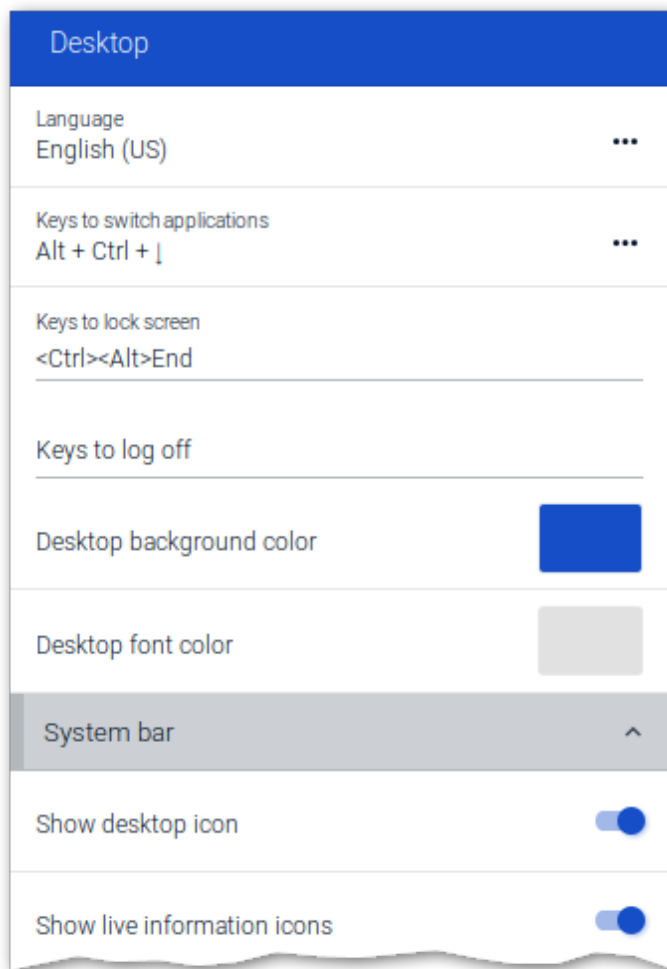 Desktop
Language
English (US)
Keys to switch applications
Alt + Ctrl + ↓
Keys to lock screen
<Ctrl><Alt>End
Keys to log off
Desktop background color
Desktop font color
System bar
Show desktop icon
Show live information icons